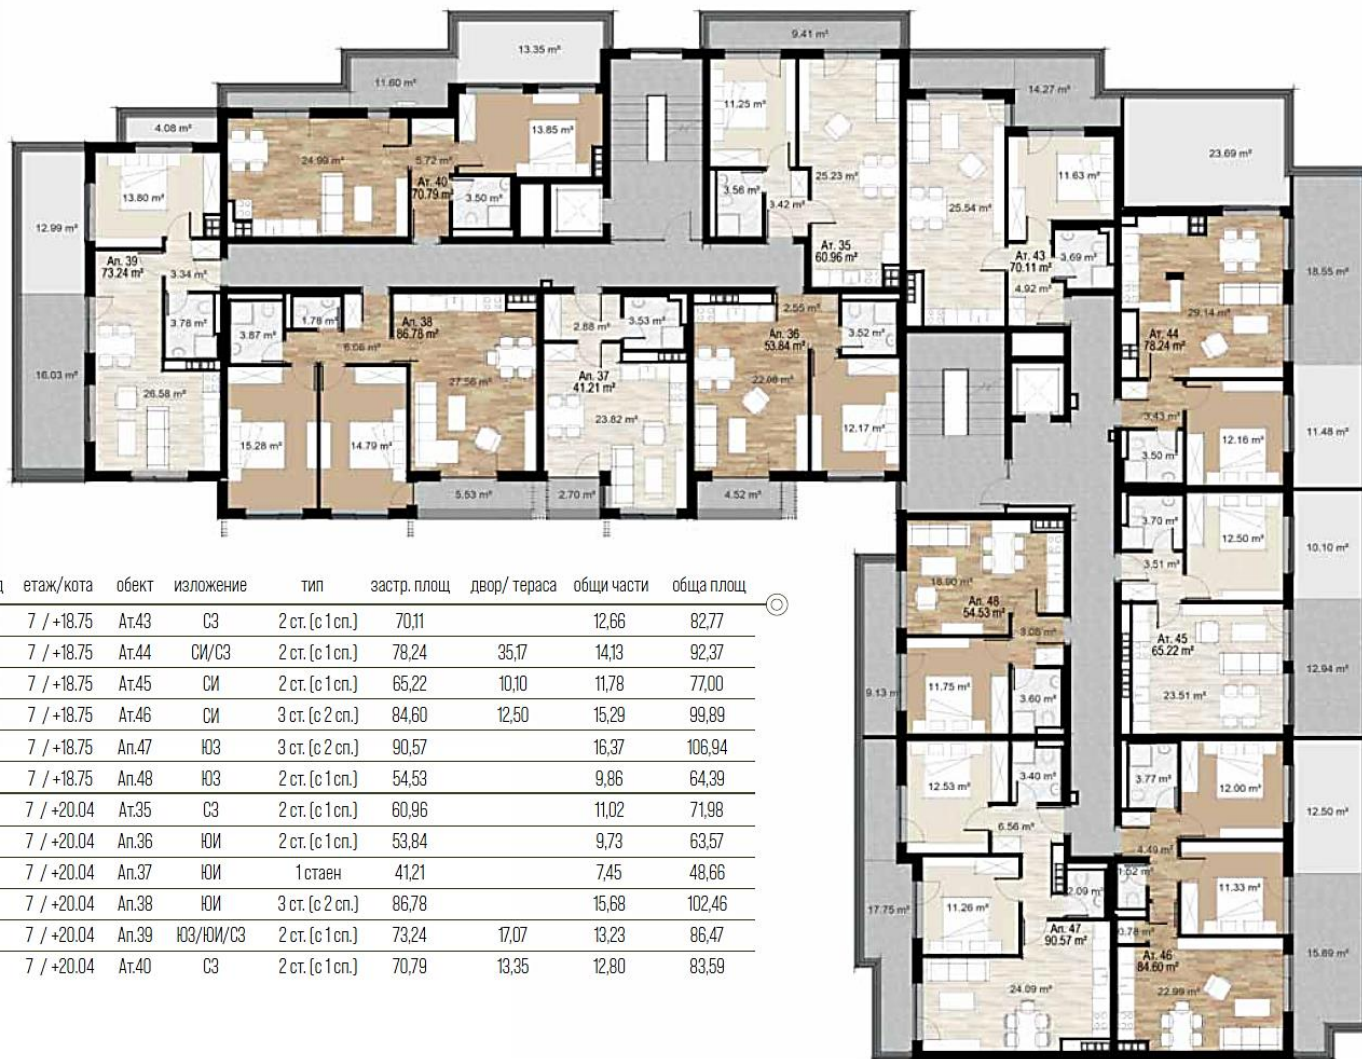 13.35 m²
9.41 m²
11.60 m²
14.27 m²
4.08 m²
23.69 m²
11.25 m²
13.85 m²
24.99 m²
5.72 m²
Ат. 40
70.79 m²
3.50 m²
25.23 m²
3.56 m²
3.42 m²
25.54 m²
11.63 m²
13.80 m²
12.99 m²
Ап. 39
73.24 m²
3.34 m²
Ат. 35
60.96 m²
Ат. 43
70.11 m²
3.69 m²
4.92 m²
18.55 m²
3.78 m²
3.87 m²
1.78 m²
6.06 m²
Ап. 38
86.78 m²
2.88 m²
3.53 m²
2.55 m²
Ап. 36
53.84 m²
3.52 m²
29.14 m²
Ат. 44
78.24 m²
16.03 m²
26.58 m²
27.56 m²
Ап. 37
41.21 m²
22.06 m²
23.82 m²
15.28 m²
14.79 m²
12.17 m²
3.43 m²
12.16 m²
11.48 m²
3.50 m²
5.53 m²
2.70 m²
4.52 m²
3.70 m²
12.50 m²
10.10 m²
3.51 m²
18.90 m²
Ап. 48
54.53 m²
3.05 m²
Ат. 45
65.22 m²
12.94 m²
9.13 m²
11.75 m²
3.60 m²
23.51 m²
12.53 m²
3.40 m²
3.77 m²
12.00 m²
12.50 m²
6.56 m²
4.49 m²
1.52 m²
17.75 m²
11.26 m²
2.09 m²
11.33 m²
Ап. 47
90.57 m²
0.78 m²
Ат. 46
84.60 m²
15.89 m²
24.09 m²
22.99 m²
етаж/кота обект изложение тип застр. площ двор/ тераса общи части обща площ
7 / +18.75 Ат.43 СЗ 2 ст. (с 1 сп.) 70,11 12,66 82,77
7 / +18.75 Ат.44 СИ/СЗ 2 ст. (с 1 сп.) 78,24 35,17 14,13 92,37
7 / +18.75 Ат.45 СИ 2 ст. (с 1 сп.) 65,22 10,10 11,78 77,00
7 / +18.75 Ат.46 СИ 3 ст. (с 2 сп.) 84,60 12,50 15,29 99,89
7 / +18.75 Ап.47 ЮЗ 3 ст. (с 2 сп.) 90,57 16,37 106,94
7 / +18.75 Ап.48 ЮЗ 2 ст. (с 1 сп.) 54,53 9,86 64,39
7 / +20.04 Ат.35 СЗ 2 ст. (с 1 сп.) 60,96 11,02 71,98
7 / +20.04 Ап.36 ЮИ 2 ст. (с 1 сп.) 53,84 9,73 63,57
7 / +20.04 Ап.37 ЮИ 1 стаен 41,21 7,45 48,66
7 / +20.04 Ап.38 ЮИ 3 ст. (с 2 сп.) 86,78 15,68 102,46
7 / +20.04 Ап.39 ЮЗ/ЮИ/СЗ 2 ст. (с 1 сп.) 73,24 17,07 13,23 86,47
7 / +20.04 Ат.40 СЗ 2 ст. (с 1 сп.) 70,79 13,35 12,80 83,59